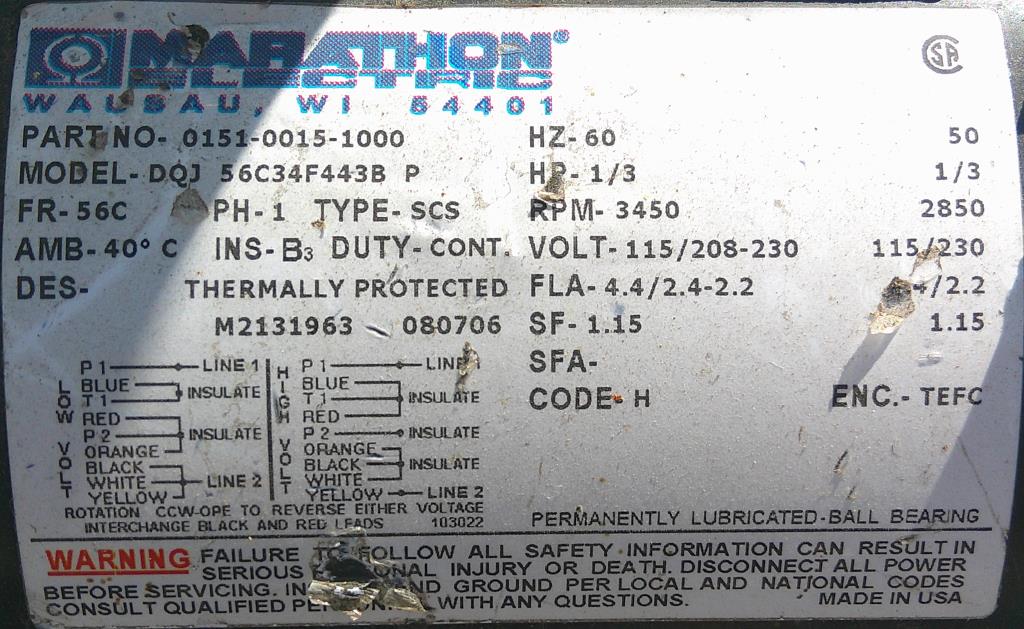 MARATHON®
ELECTRIC
WAUSAU, WI 54401
PART NO- 0151-0015-1000 HZ- 60 50
MODEL- DQJ 56C34F443B P HP- 1/3 1/3
FR- 56C PH- 1 TYPE- SCS RPM- 3450 2850
AMB- 40° C INS- B3 DUTY- CONT. VOLT- 115/208-230 115/230
DES- THERMALLY PROTECTED FLA- 4.4/2.4-2.2 /2.2
M2131963 080706 SF- 1.15 1.15
SFA-
CODE- H ENC.- TEFC
LOW VOLT
P1 LINE 1
BLUE
T1 INSULATE
RED
P2 INSULATE
ORANGE
BLACK
WHITE LINE 2
YELLOW
HIGH VOLT
P1 LINE 1
BLUE
T1 INSULATE
RED
P2 INSULATE
ORANGE
BLACK INSULATE
WHITE
YELLOW LINE 2
ROTATION CCW-OPE TO REVERSE EITHER VOLTAGE
INTERCHANGE BLACK AND RED LEADS 103022
PERMANENTLY LUBRICATED-BALL BEARING
WARNING FAILURE TO FOLLOW ALL SAFETY INFORMATION CAN RESULT IN
SERIOUS INJURY OR DEATH. DISCONNECT ALL POWER
BEFORE SERVICING. GROUND PER LOCAL AND NATIONAL CODES
CONSULT QUALIFIED WITH ANY QUESTIONS. MADE IN USA